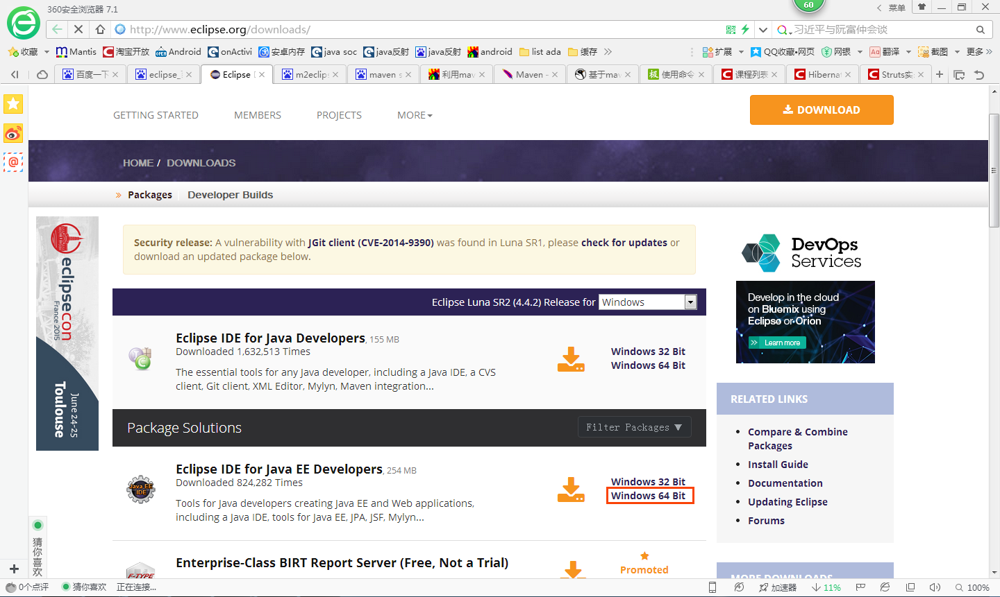 360安全浏览器 7.1
60
菜单
http://www.eclipse.org/downloads/
习近平与阮富仲会谈
收藏 Mantis 淘宝开放 Android onActivi 安卓内存 java soc java反射 java反射 android list ada 缓存 扩展 QQ收藏·网页 网银 翻译 截图 更多
百度一下 eclipse_ Eclipse m2eclips maven s 利用mav Maven - 基于mav 使用命令 课程列表 Hibernat Struts实
GETTING STARTED MEMBERS PROJECTS MORE
DOWNLOAD
HOME / DOWNLOADS
Packages Developer Builds
eclipsecon
France 2015
June 24-25
Toulouse
Security release: A vulnerability with JGit client (CVE-2014-9390) was found in Luna SR1, please check for updates or
download an updated package below.
Eclipse Luna SR2 (4.4.2) Release for Windows
Eclipse IDE for Java Developers, 155 MB
Downloaded 1,632,513 Times
The essential tools for any Java developer, including a Java IDE, a CVS
client, Git client, XML Editor, Mylyn, Maven integration...
Windows 32 Bit
Windows 64 Bit
Package Solutions
Filter Packages ▼
Java EE
IDE
Eclipse IDE for Java EE Developers, 254 MB
Downloaded 824,282 Times
Tools for Java developers creating Java EE and Web applications,
including a Java IDE, tools for Java EE, JPA, JSF, Mylyn...
Windows 32 Bit
Windows 64 Bit
F-TYPE
Enterprise-Class BIRT Report Server (Free, Not a Trial)
Promoted
DevOps
Services
Develop in the cloud
on Bluemix using
Eclipse or Orion
Learn more
RELATED LINKS
Compare & Combine
Packages
Install Guide
Documentation
Updating Eclipse
Forums
MORE DOWNLOADS
猜你喜欢
0个点评 猜你喜欢 正在连接...
加速器 11% 100%